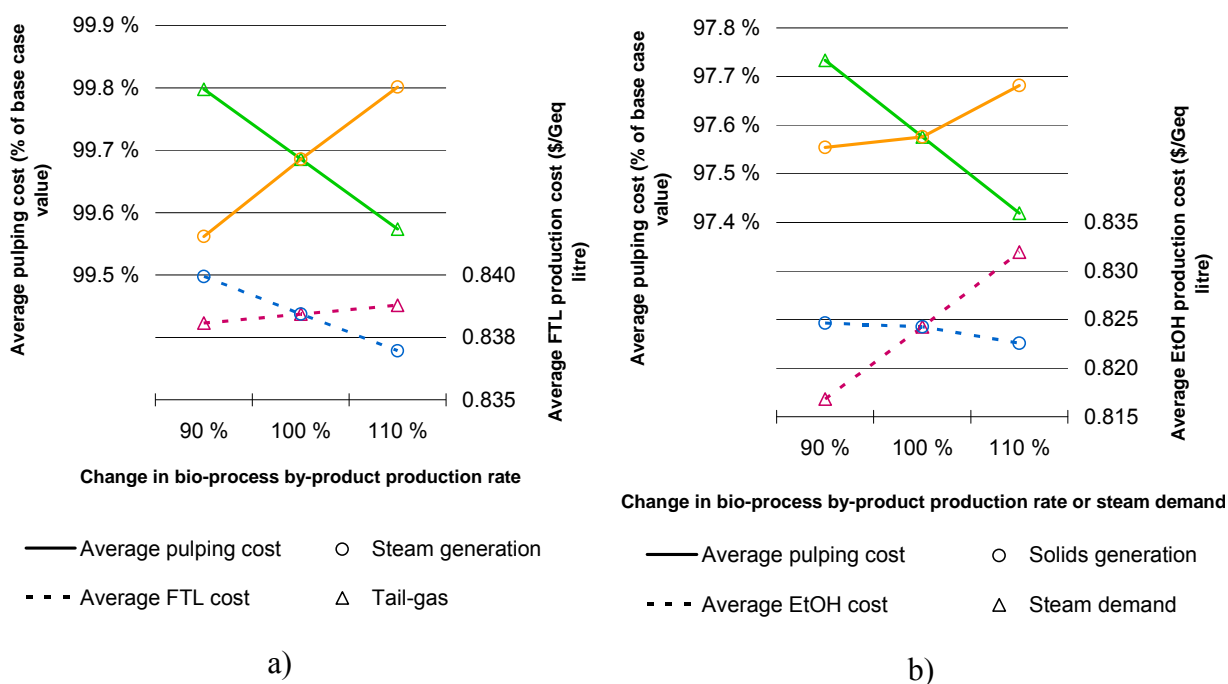 99.9 %
99.8 %
99.7 %
99.6 %
99.5 %
Average pulping cost (% of base case
value)
0.840
0.838
0.835
Average FTL production cost ($/Geq
litre)
90 %
100 %
110 %
Change in bio-process by-product production rate
Average pulping cost
Steam generation
Average FTL cost
Tail-gas
a)
97.8 %
97.7 %
97.6 %
97.5 %
97.4 %
Average pulping cost (% of base case
value)
0.835
0.830
0.825
0.820
0.815
Average EtOH production cost ($/Geq
litre)
90 %
100 %
110 %
Change in bio-process by-product production rate or steam demand
Average pulping cost
Solids generation
Average EtOH cost
Steam demand
b)